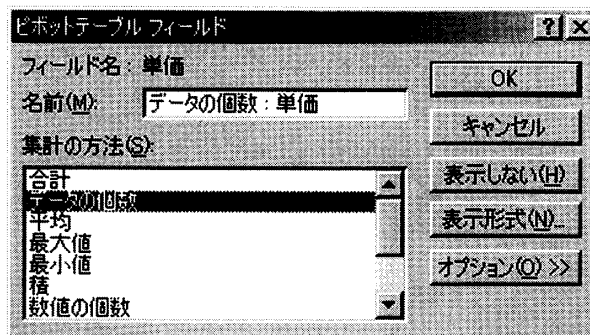 ピボットテーブル フィールド
フィールド名 : 単価
名前(M): データの個数 : 単価
集計の方法(S):
合計
データの個数
平均
最大値
最小値
積
数値の個数
OK
キャンセル
表示しない(H)
表示形式(N)...
オプション(O) >>